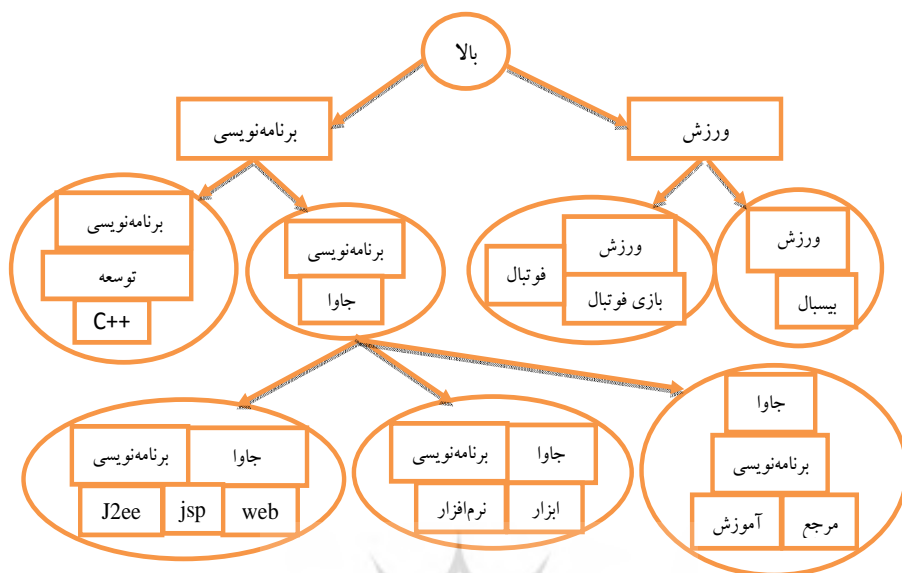 بالا
ورزش
برنامه‌نویسی
ورزش
بیسبال
ورزش
فوتبال
بازی فوتبال
برنامه‌نویسی
جاوا
برنامه‌نویسی
توسعه
C++
جاوا
برنامه‌نویسی
مرجع
آموزش
جاوا
برنامه‌نویسی
ابزار
نرم‌افزار
جاوا
برنامه‌نویسی
web
jsp
J2ee